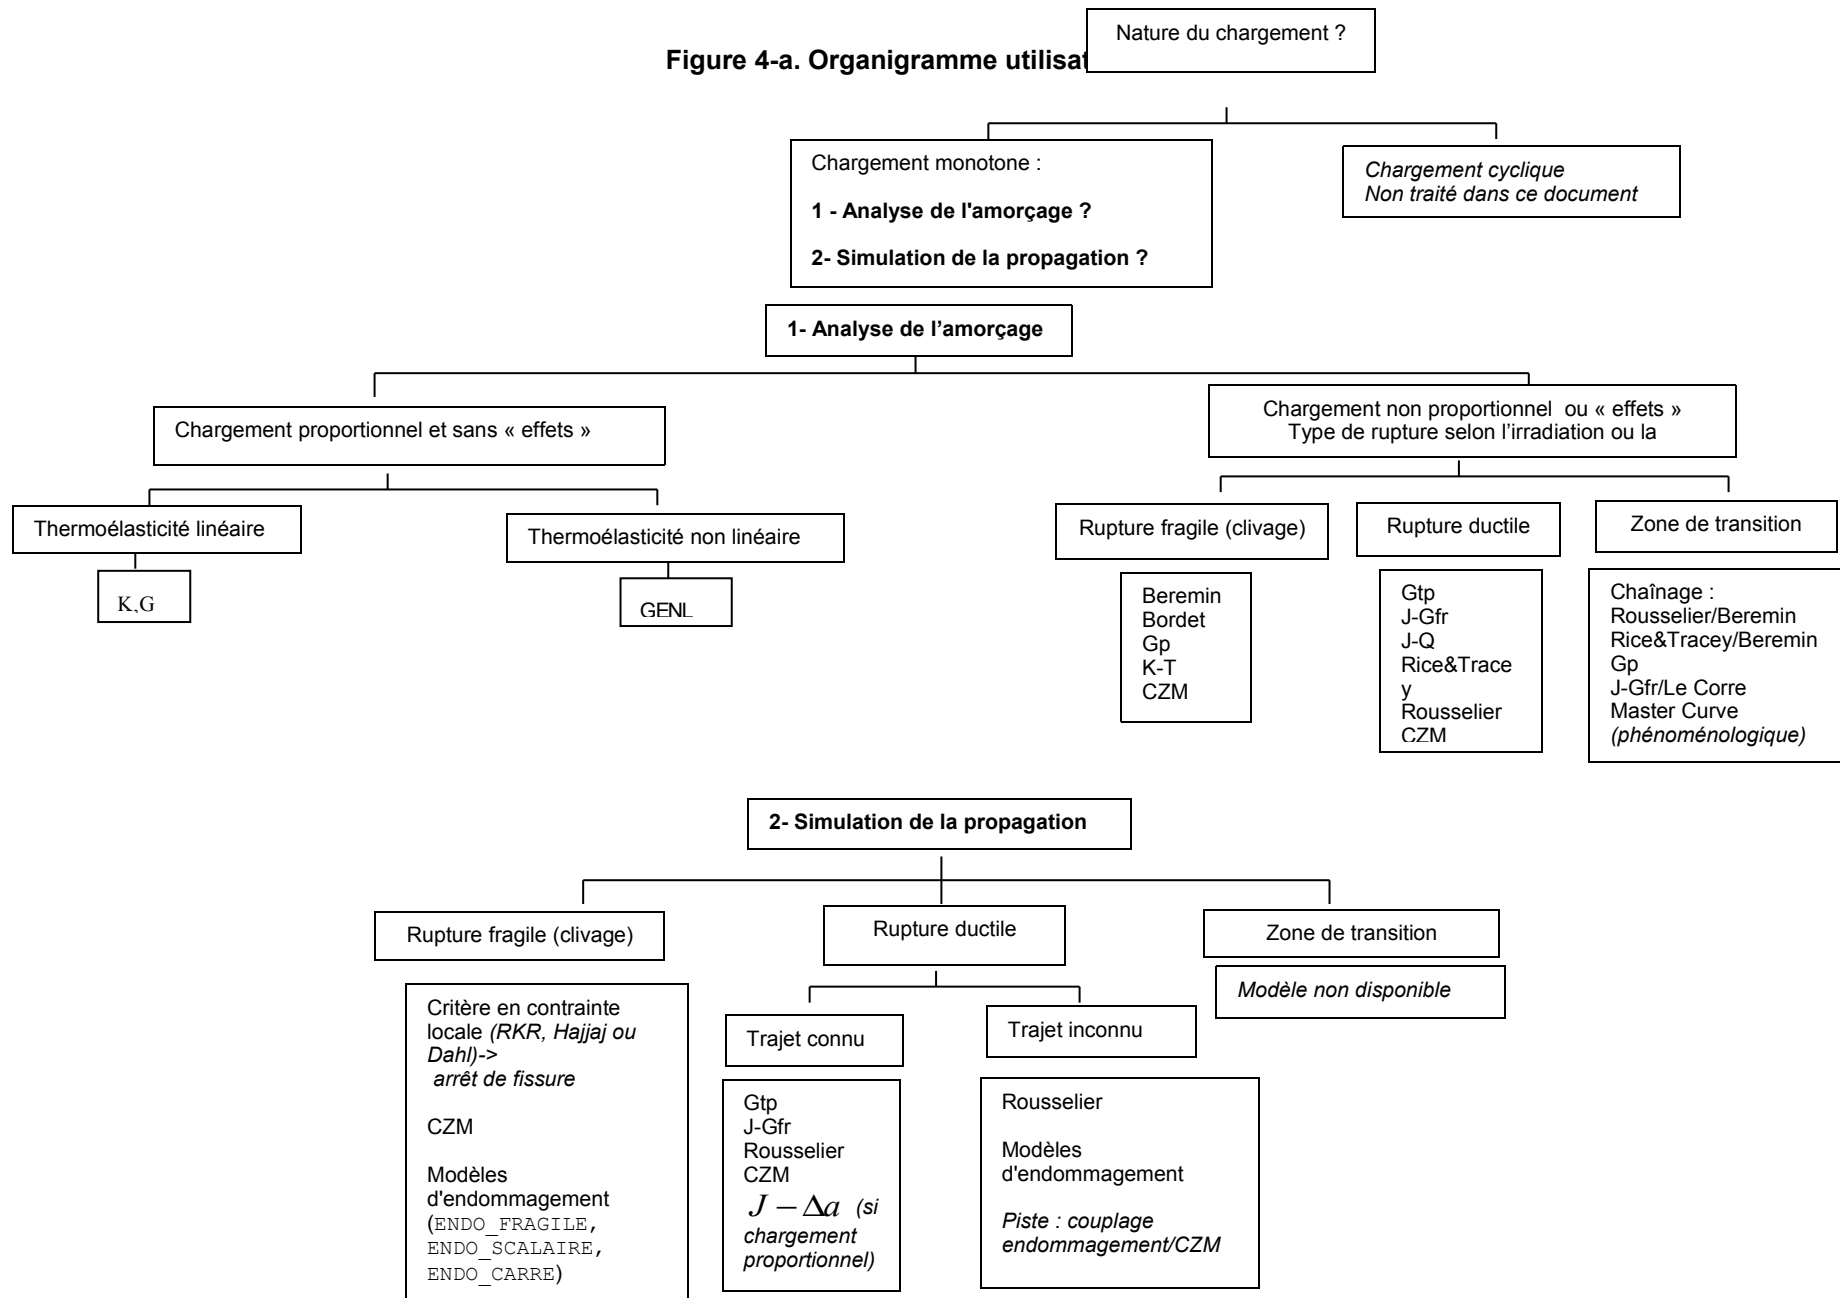 Nature du chargement ?
Figure 4-a. Organigramme utilisat
Chargement monotone :
1 - Analyse de l'amorçage ?
2- Simulation de la propagation ?
Chargement cyclique
Non traité dans ce document
1- Analyse de l’amorçage
Chargement proportionnel et sans « effets »
Chargement non proportionnel ou « effets »
Type de rupture selon l’irradiation ou la
Thermoélasticité linéaire
Thermoélasticité non linéaire
K,G
GENL
Rupture fragile (clivage)
Rupture ductile
Zone de transition
Beremin
Bordet
Gp
K-T
CZM
Gtp
J-Gfr
J-Q
Rice&Trace
y
Rousselier
CZM
Chaînage :
Rousselier/Beremin
Rice&Tracey/Beremin
Gp
J-Gfr/Le Corre
Master Curve
(phénoménologique)
2- Simulation de la propagation
Rupture fragile (clivage)
Rupture ductile
Zone de transition
Modèle non disponible
Critère en contrainte
locale (RKR, Hajjaj ou
Dahl)->
arrêt de fissure
CZM
Modèles
d'endommagement
(ENDO_FRAGILE,
ENDO_SCALAIRE,
ENDO_CARRE)
Trajet connu
Trajet inconnu
Gtp
J-Gfr
Rousselier
CZM
J − Δa (si
chargement
proportionnel)
Rousselier
Modèles
d'endommagement
Piste : couplage
endommagement/CZM